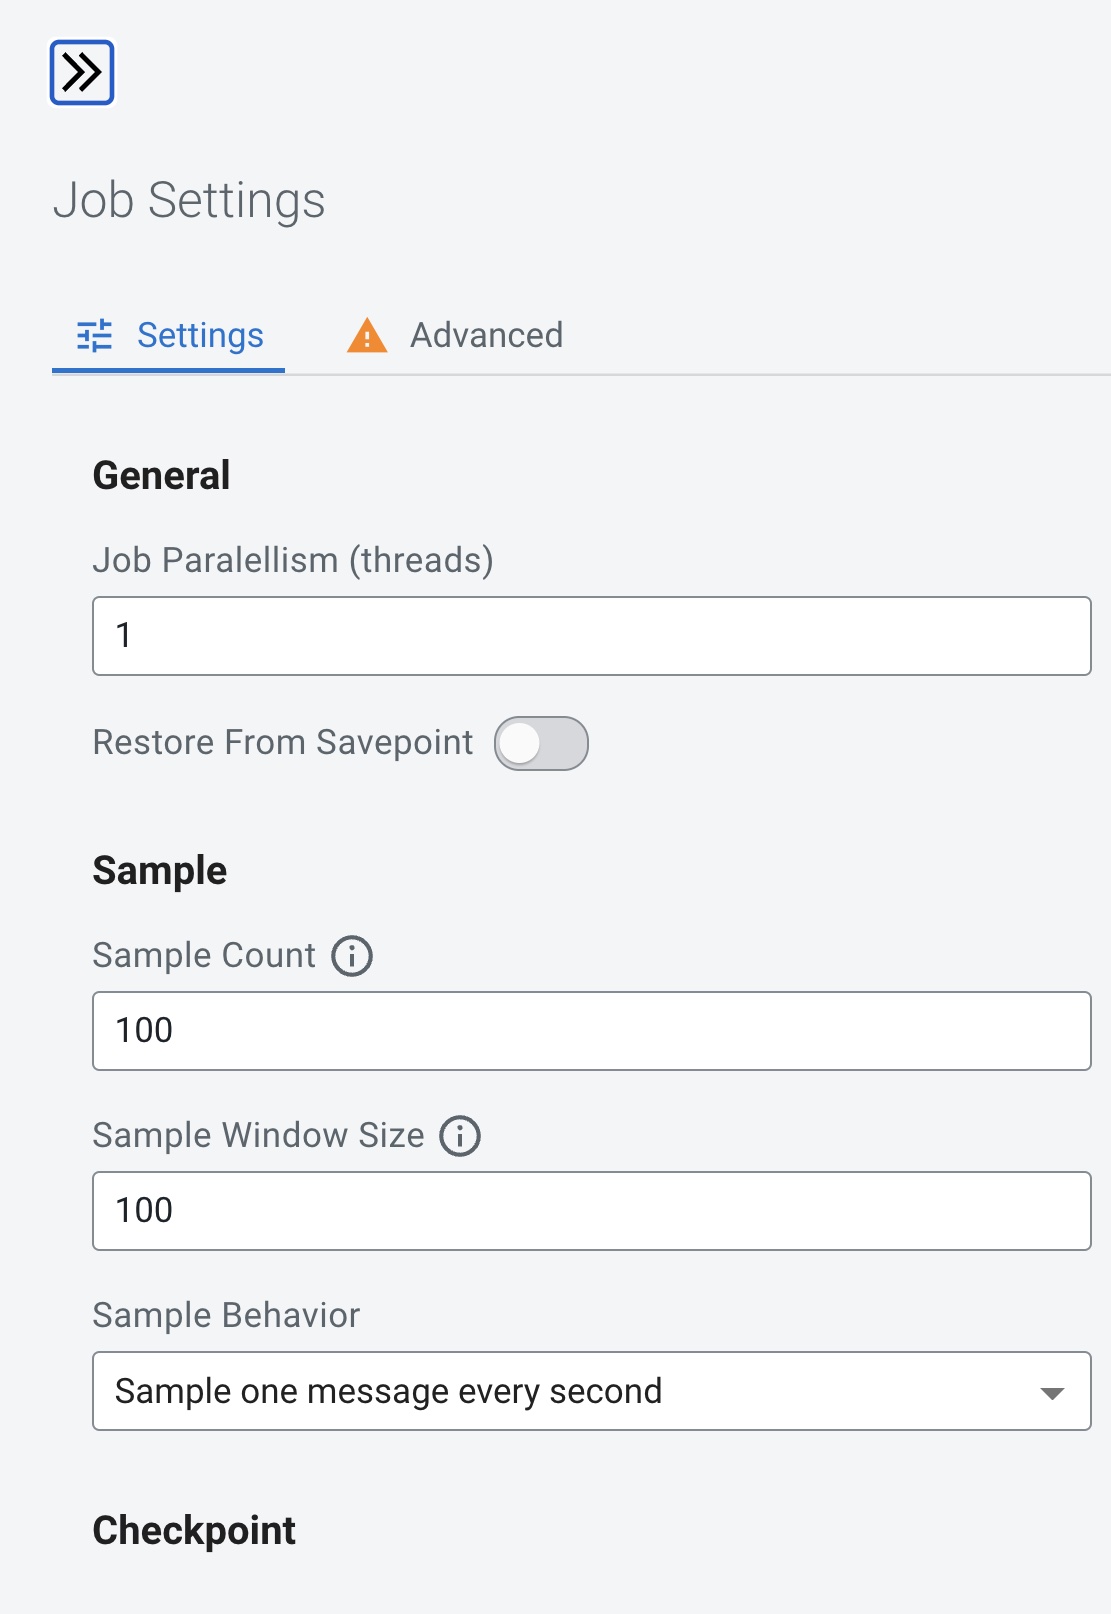 Job Settings
Settings
Advanced
General
Job Paralellism (threads)
1
Restore From Savepoint
Sample
Sample Count
100
Sample Window Size
100
Sample Behavior
Sample one message every second
Checkpoint